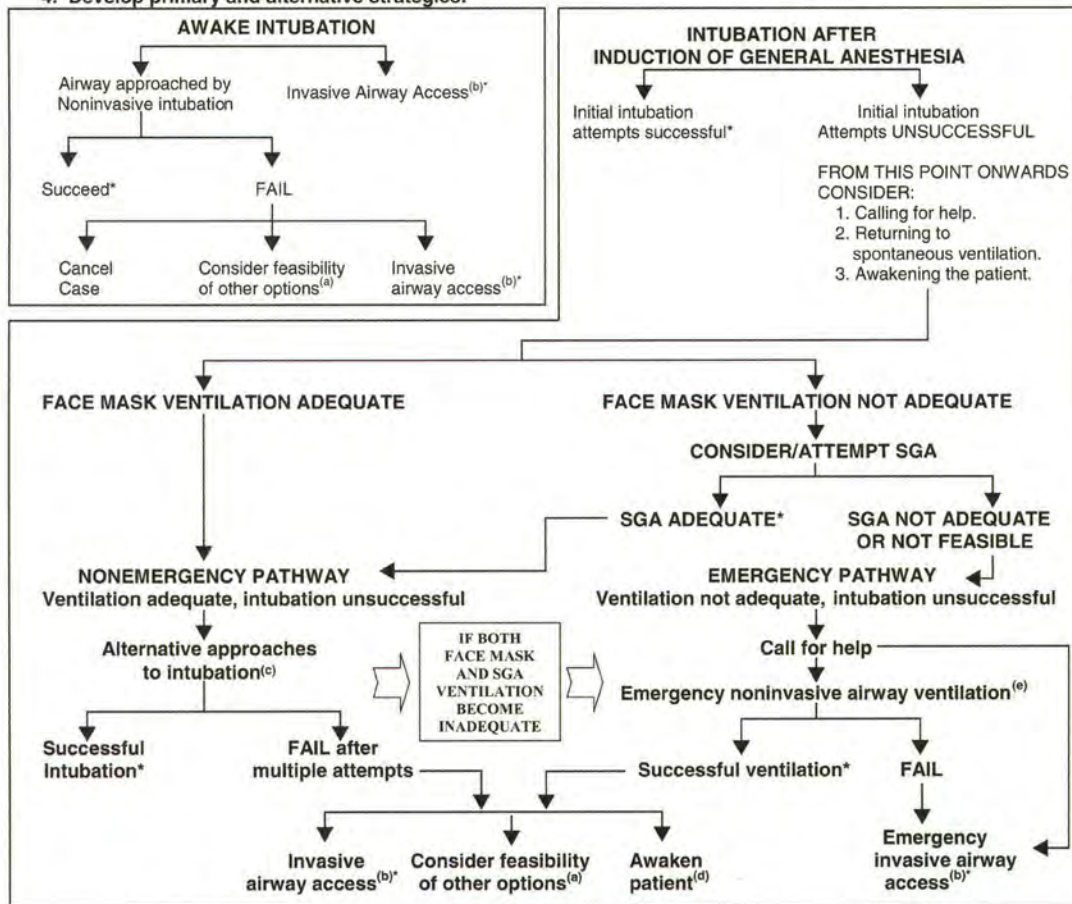 4. Develop primary and alternative strategies:
AWAKE INTUBATION
Airway approached by
Noninvasive intubation
Invasive Airway Access(b)*
Succeed*
FAIL
Cancel
Case
Consider feasibility
of other options(a)
Invasive
airway access(b)*
INTUBATION AFTER
INDUCTION OF GENERAL ANESTHESIA
Initial intubation
attempts successful*
Initial intubation
Attempts UNSUCCESSFUL
FROM THIS POINT ONWARDS
CONSIDER:
1. Calling for help.
2. Returning to
spontaneous ventilation.
3. Awakening the patient.
FACE MASK VENTILATION ADEQUATE
FACE MASK VENTILATION NOT ADEQUATE
CONSIDER/ATTEMPT SGA
SGA ADEQUATE*
SGA NOT ADEQUATE
OR NOT FEASIBLE
NONEMERGENCY PATHWAY
Ventilation adequate, intubation unsuccessful
EMERGENCY PATHWAY
Ventilation not adequate, intubation unsuccessful
Alternative approaches
to intubation(c)
IF BOTH
FACE MASK
AND SGA
VENTILATION
BECOME
INADEQUATE
Call for help
Emergency noninvasive airway ventilation(e)
Successful
Intubation*
FAIL after
multiple attempts
Successful ventilation*
FAIL
Invasive
airway access(b)*
Consider feasibility
of other options(a)
Awaken
patient(d)
Emergency
invasive airway
access(b)*